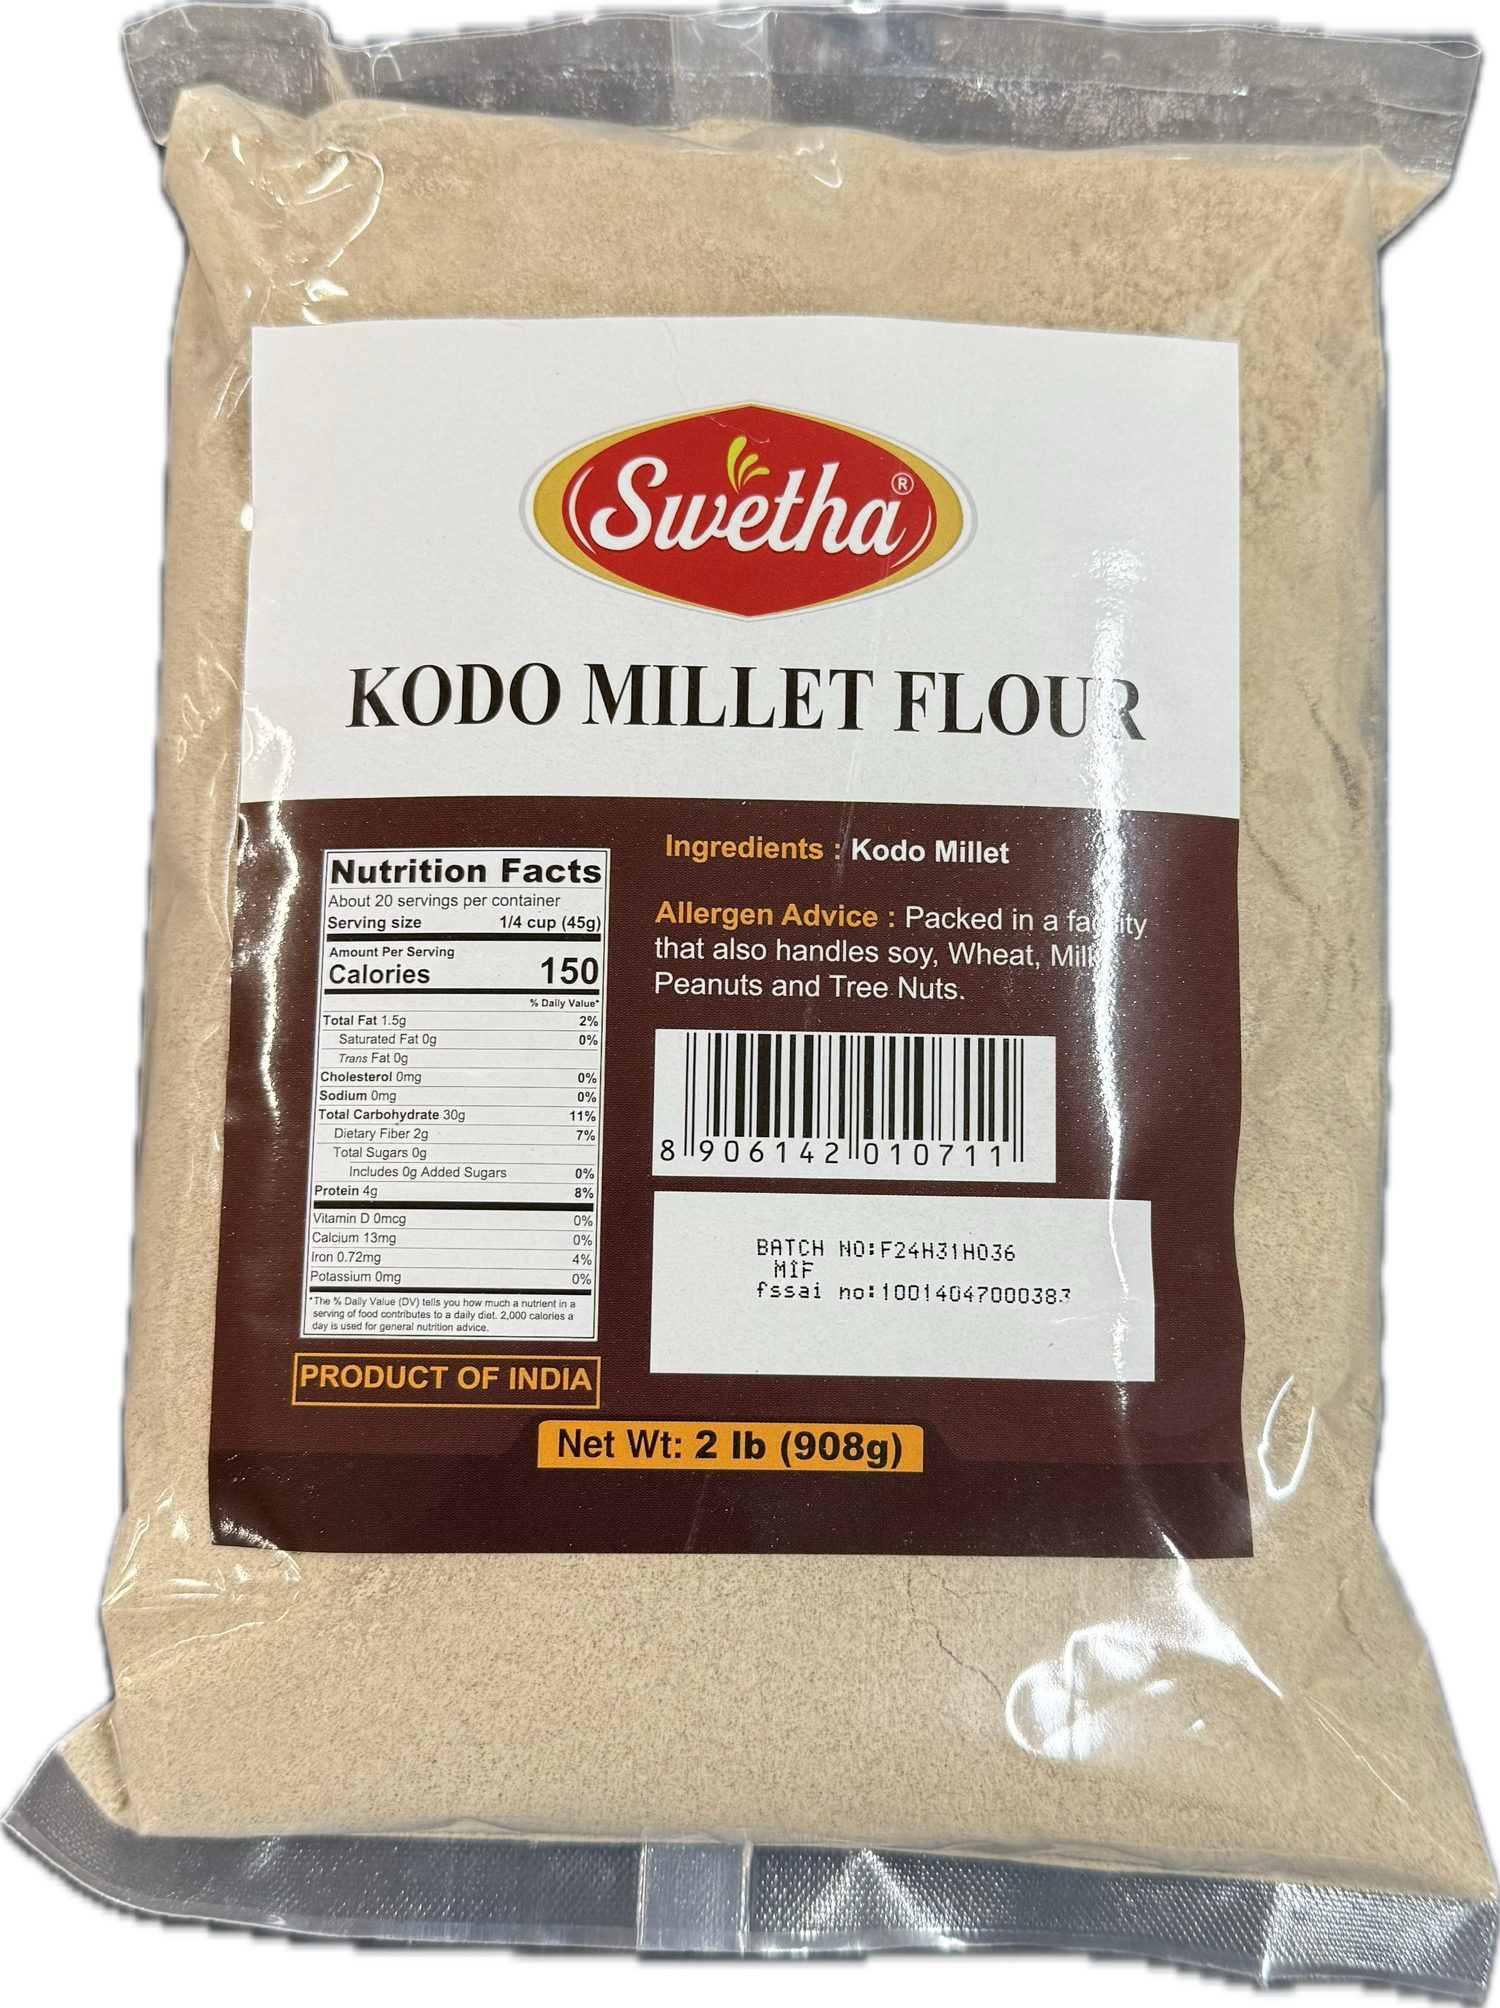 Swetha®
KODO MILLET FLOUR
Nutrition Facts
About 20 servings per container
Serving size 1/4 cup (45g)
Amount Per Serving
Calories 150
% Daily Value*
Total Fat 1.5g 2%
Saturated Fat 0g 0%
Trans Fat 0g
Cholesterol 0mg 0%
Sodium 0mg 0%
Total Carbohydrate 30g 11%
Dietary Fiber 2g 7%
Total Sugars 0g
Includes 0g Added Sugars 0%
Protein 4g 8%
Vitamin D 0mcg 0%
Calcium 13mg 0%
Iron 0.72mg 4%
Potassium 0mg 0%
*The % Daily Value (DV) tells you how much a nutrient in a
serving of food contributes to a daily diet. 2,000 calories a
day is used for general nutrition advice.
PRODUCT OF INDIA
Ingredients : Kodo Millet
Allergen Advice : Packed in a facility
that also handles soy, Wheat, Milk
Peanuts and Tree Nuts.
8 906142 010711
BATCH NO:F24H31H036
MIF
fssai no:10014047000383
Net Wt: 2 lb (908g)